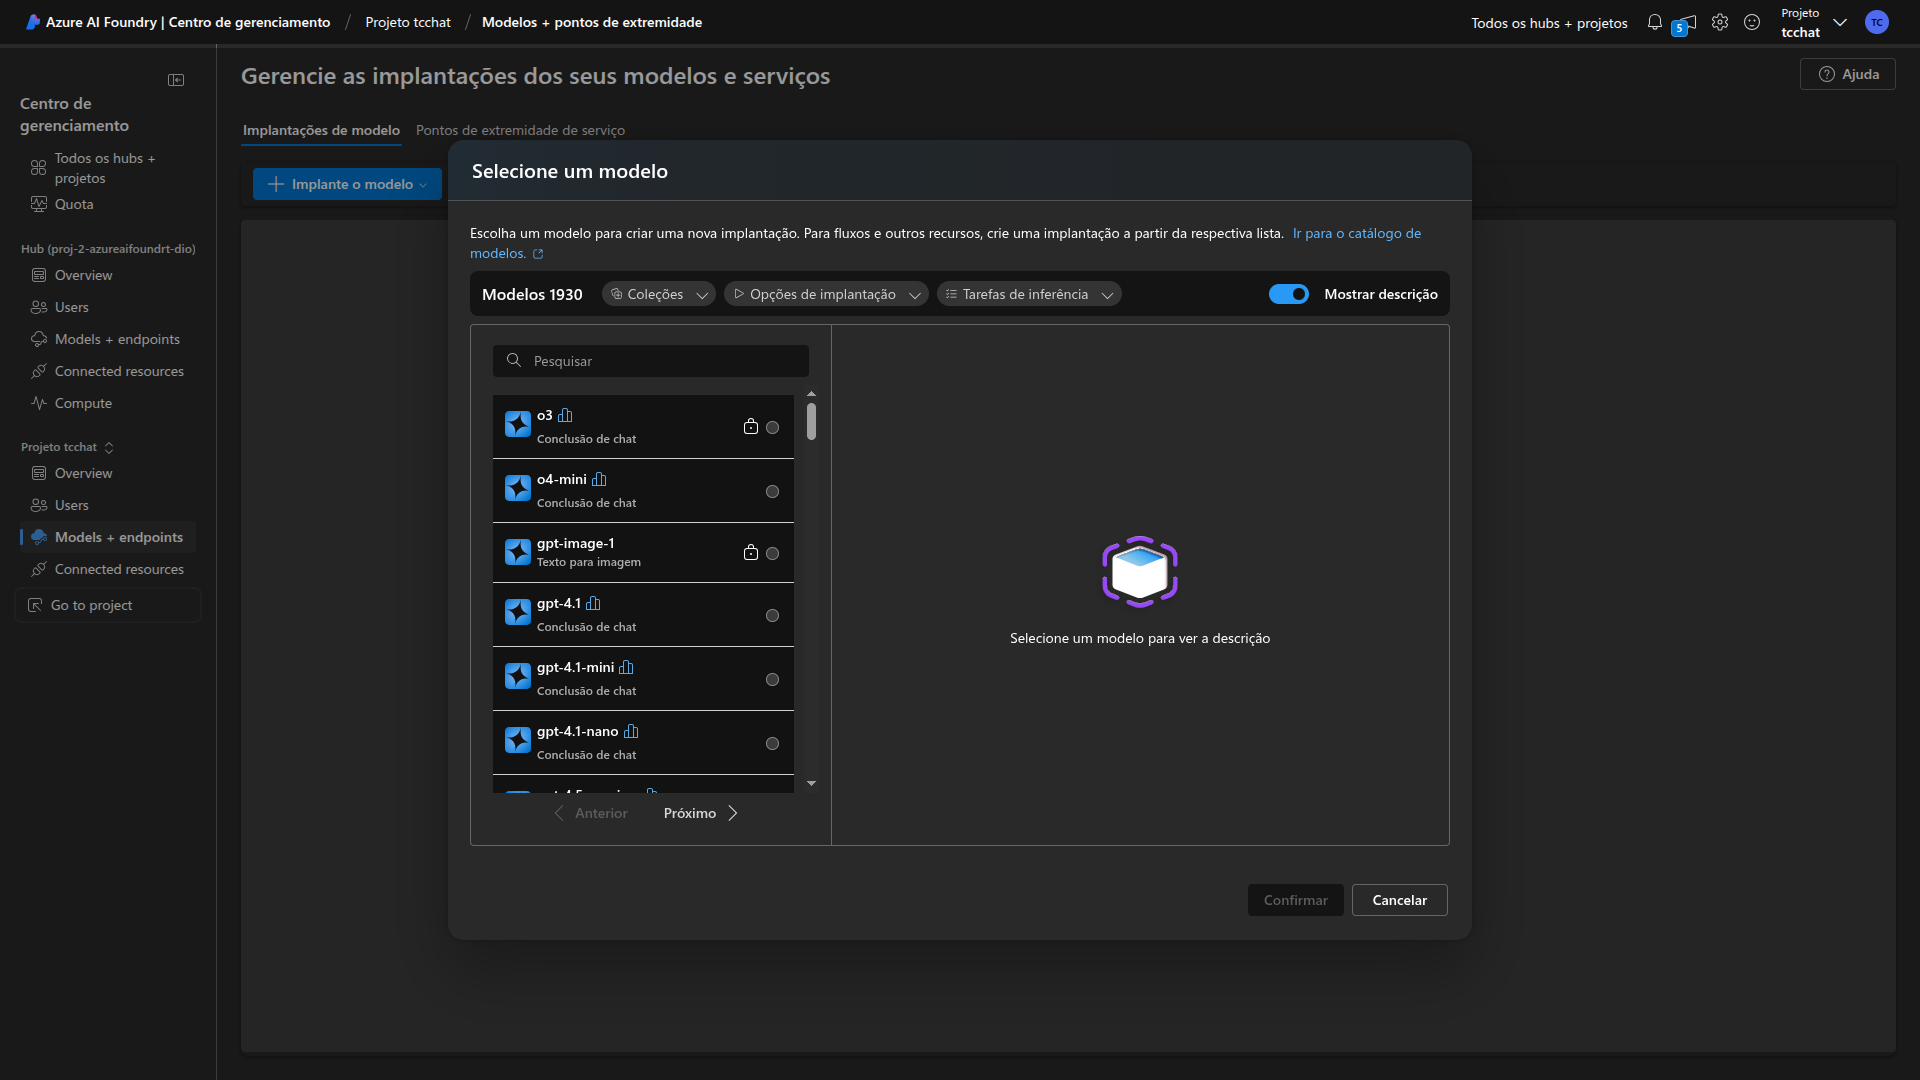 Azure AI Foundry | Centro de gerenciamento / Projeto tcchat / Modelos + pontos de extremidade
Todos os hubs + projetos
5
Projeto
tcchat
TC
Centro de
gerenciamento
Todos os hubs +
projetos
Quota
Hub (proj-2-azureaifoundrt-dio)
Overview
Users
Models + endpoints
Connected resources
Compute
Projeto tcchat
Overview
Users
Models + endpoints
Connected resources
Go to project
Gerencie as implantações dos seus modelos e serviços
Ajuda
Implantações de modelo
Pontos de extremidade de serviço
Implante o modelo
Selecione um modelo
Escolha um modelo para criar uma nova implantação. Para fluxos e outros recursos, crie uma implantação a partir da respectiva lista. Ir para o catálogo de
modelos.
Modelos 1930
Coleções
Opções de implantação
Tarefas de inferência
Mostrar descrição
Pesquisar
o3
Conclusão de chat
o4-mini
Conclusão de chat
gpt-image-1
Texto para imagem
gpt-4.1
Conclusão de chat
gpt-4.1-mini
Conclusão de chat
gpt-4.1-nano
Conclusão de chat
Anterior
Próximo
Selecione um modelo para ver a descrição
Confirmar
Cancelar